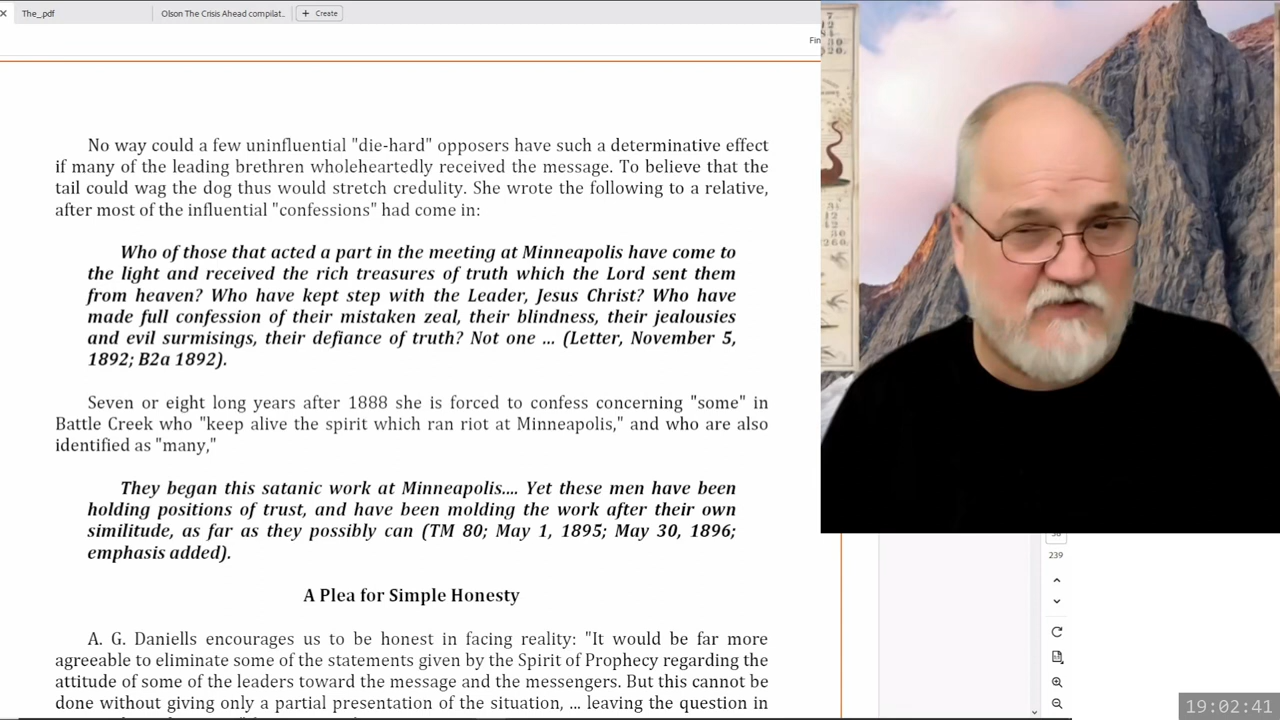 The_.pdf
Olson The Crisis Ahead compilat..
+ Create
Fin
No way could a few uninfluential "die-hard" opposers have such a determinative effect
if many of the leading brethren wholeheartedly received the message. To believe that the
tail could wag the dog thus would stretch credulity. She wrote the following to a relative,
after most of the influential "confessions" had come in:
Who of those that acted a part in the meeting at Minneapolis have come to
the light and received the rich treasures of truth which the Lord sent them
from heaven? Who have kept step with the Leader, Jesus Christ? Who have
made full confession of their mistaken zeal, their blindness, their jealousies
and evil surmisings, their defiance of truth? Not one ... (Letter, November 5,
1892; B2a 1892).
Seven or eight long years after 1888 she is forced to confess concerning "some" in
Battle Creek who "keep alive the spirit which ran riot at Minneapolis," and who are also
identified as "many,"
They began this satanic work at Minneapolis.... Yet these men have been
holding positions of trust, and have been molding the work after their own
similitude, as far as they possibly can (TM 80; May 1, 1895; May 30, 1896;
emphasis added).
A Plea for Simple Honesty
A. G. Daniells encourages us to be honest in facing reality: "It would be far more
agreeable to eliminate some of the statements given by the Spirit of Prophecy regarding the
attitude of some of the leaders toward the message and the messengers. But this cannot be
done without giving only a partial presentation of the situation, ... leaving the question in
239
19:02:41